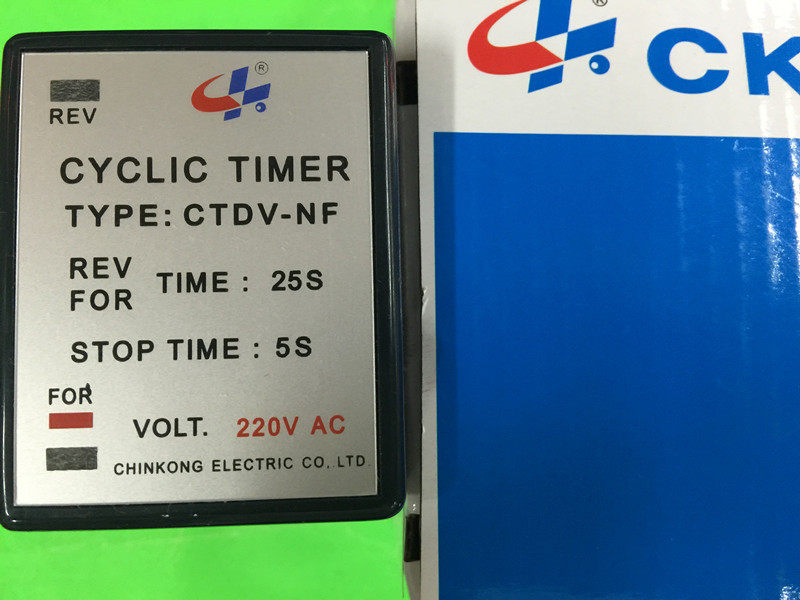 REV
®
CYCLIC TIMER
TYPE: CTDV-NF
REV
FOR TIME : 25S
STOP TIME : 5S
FOR
VOLT. 220V AC
CHINKONG ELECTRIC CO,.LTD.
®
CK